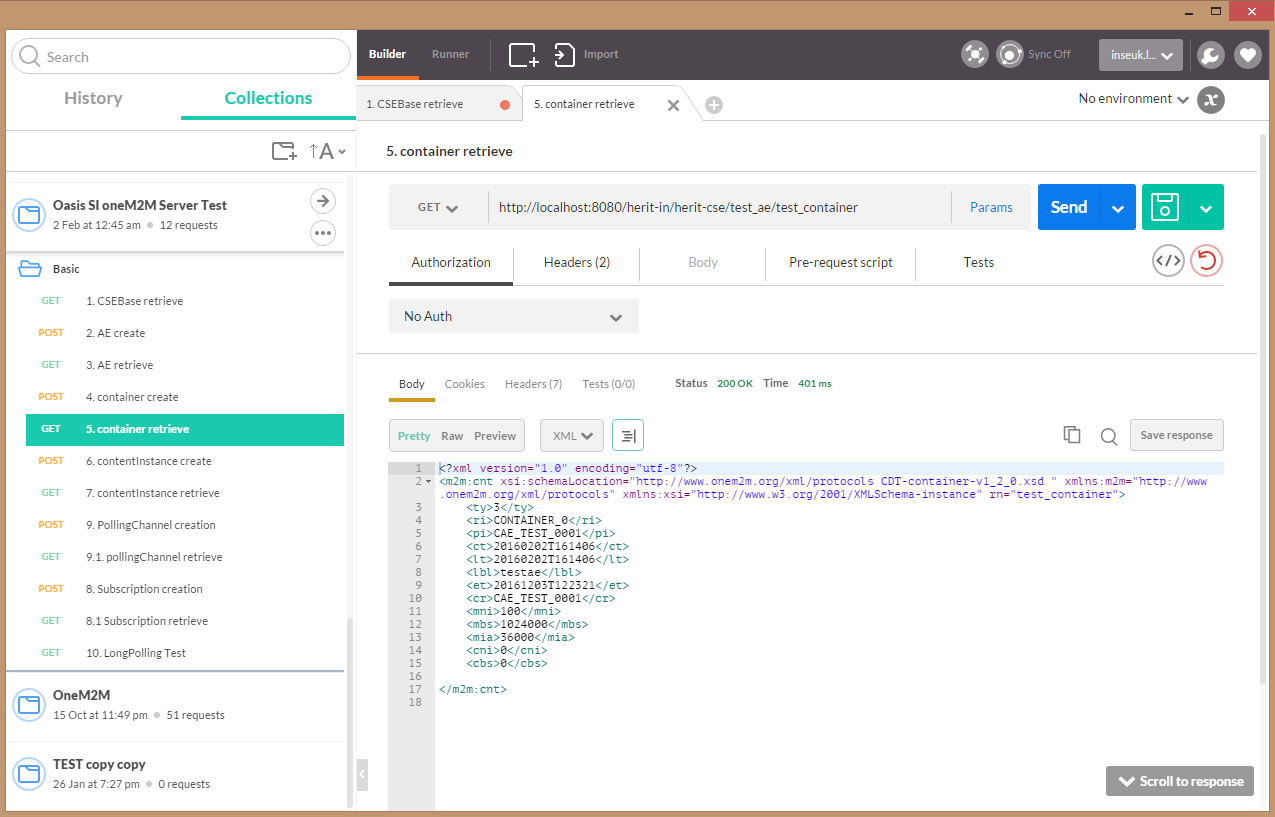 Search
History
Collections
A
Oasis SI oneM2M Server Test
2 Feb at 12:45 am 12 requests
Basic
GET 1. CSEBase retrieve
POST 2. AE create
GET 3. AE retrieve
POST 4. container create
GET 5. container retrieve
POST 6. contentInstance create
GET 7. contentInstance retrieve
POST 9. PollingChannel creation
GET 9.1. pollingChannel retrieve
POST 8. Subscription creation
GET 8.1 Subscription retrieve
GET 10. LongPolling Test
OneM2M
15 Oct at 11:49 pm 51 requests
TEST copy copy
26 Jan at 7:27 pm 0 requests
Builder Runner Import Sync Off inseuk.l...
1. CSEBase retrieve 5. container retrieve No environment x
5. container retrieve
GET http://localhost:8080/herit-in/herit-cse/test_ae/test_container Params Send
Authorization Headers (2) Body Pre-request script Tests </>
No Auth
Body Cookies Headers (7) Tests (0/0) Status 200 OK Time 401 ms
Pretty Raw Preview XML Save response
1 <?xml version="1.0" encoding="utf-8"?>
2 <m2m:cnt xsi:schemaLocation="http://www.onem2m.org/xml/protocols CDT-container-v1_2_0.xsd " xmlns:m2m="http://www
.onem2m.org/xml/protocols" xmlns:xsi="http://www.w3.org/2001/XMLSchema-instance" rn="test_container">
3 <ty>3</ty>
4 <ri>CONTAINER_0</ri>
5 <pi>CAE_TEST_0001</pi>
6 <ct>20160202T161406</ct>
7 <lt>20160202T161406</lt>
8 <lbl>testae</lbl>
9 <et>20161203T122321</et>
10 <cr>CAE_TEST_0001</cr>
11 <mni>100</mni>
12 <mbs>1024000</mbs>
13 <mia>36000</mia>
14 <cni>0</cni>
15 <cbs>0</cbs>
16
17 </m2m:cnt>
18
Scroll to response